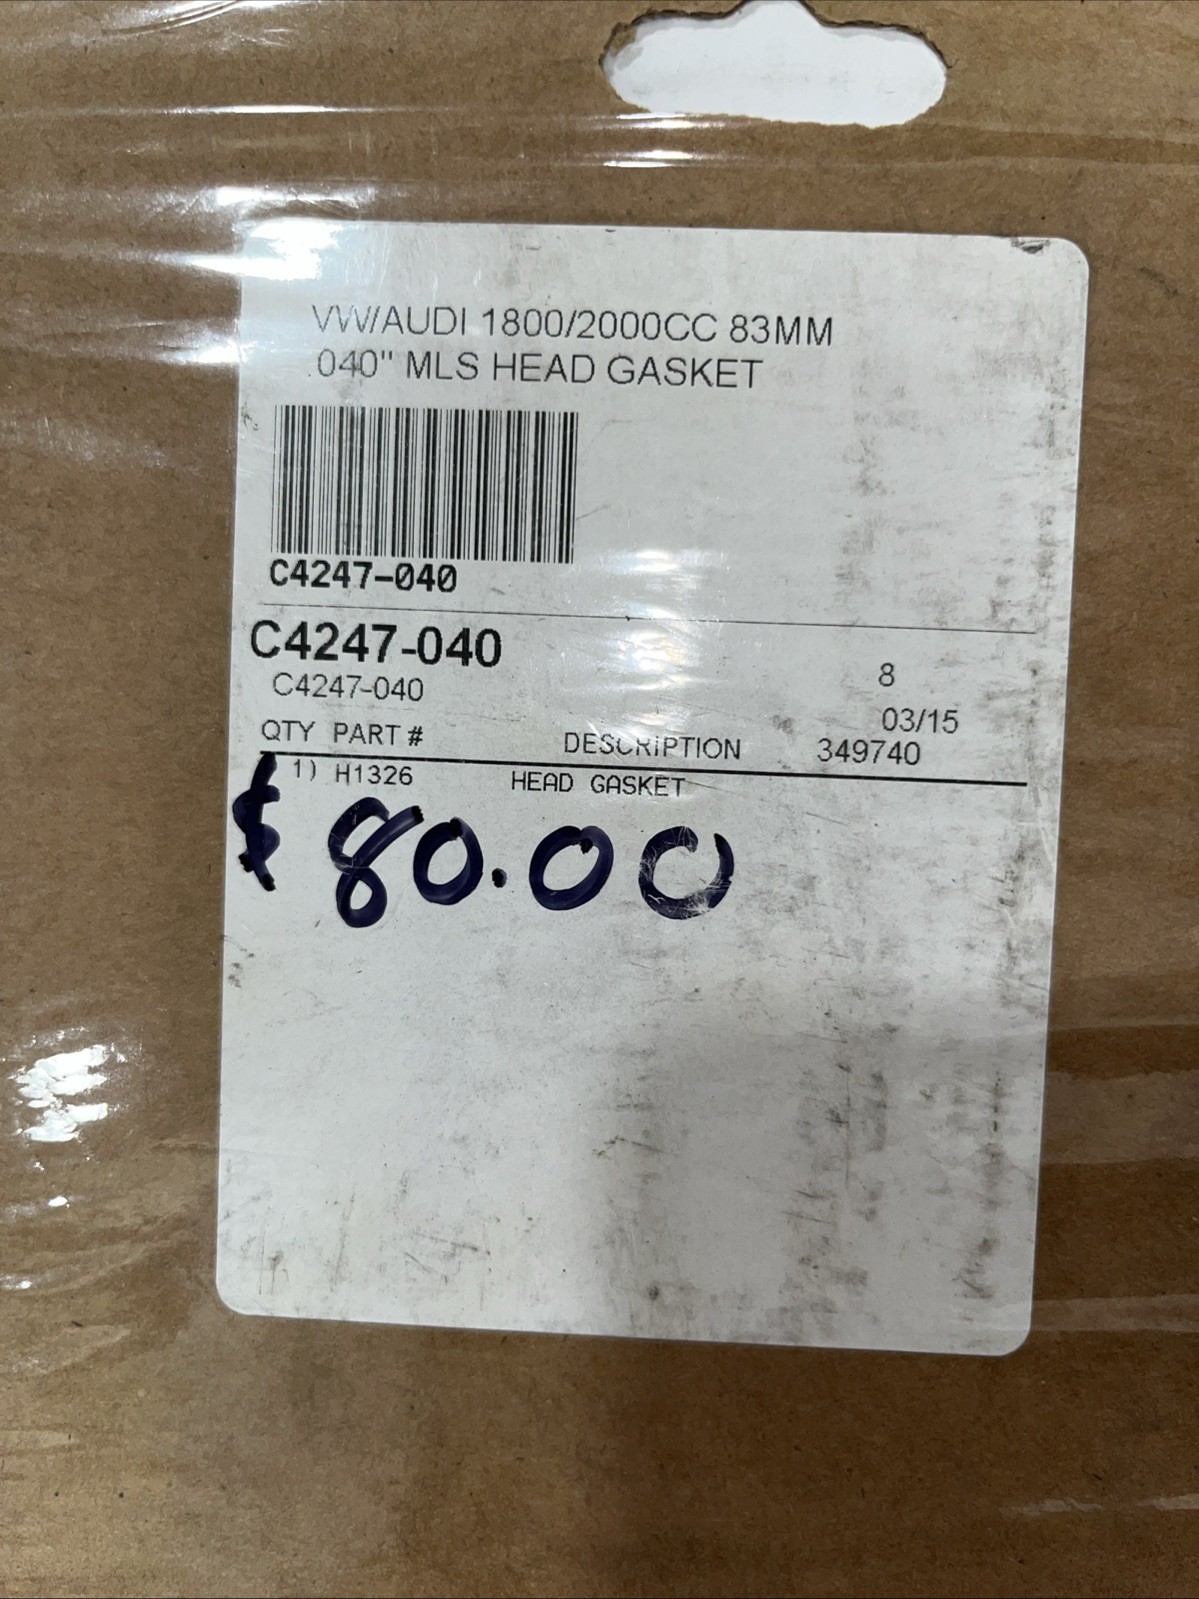 VW/AUDI 1800/2000CC 83MM
.040" MLS HEAD GASKET
C4247-040
C4247-040
C4247-040
8
03/15
QTY PART # DESCRIPTION 349740
1) H1326 HEAD GASKET
$80.00